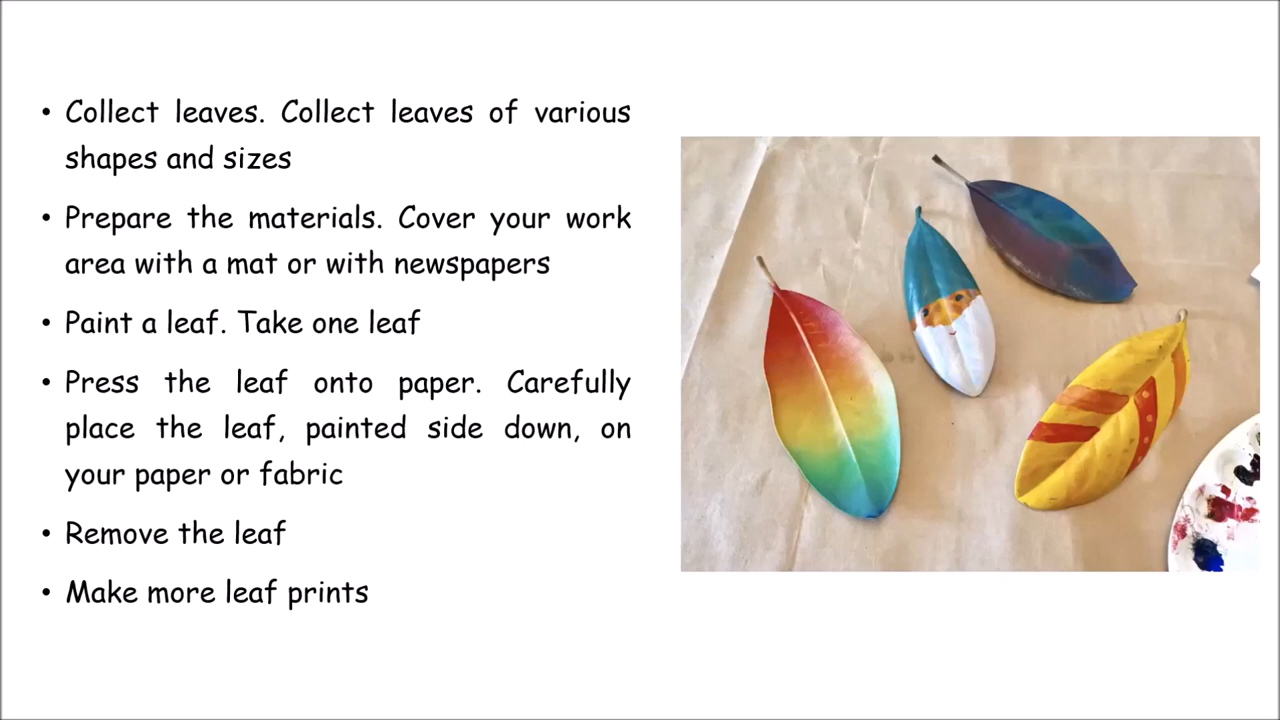 • Collect leaves. Collect leaves of various
shapes and sizes
• Prepare the materials. Cover your work
area with a mat or with newspapers
• Paint a leaf. Take one leaf
• Press the leaf onto paper. Carefully
place the leaf, painted side down, on
your paper or fabric
• Remove the leaf
• Make more leaf prints